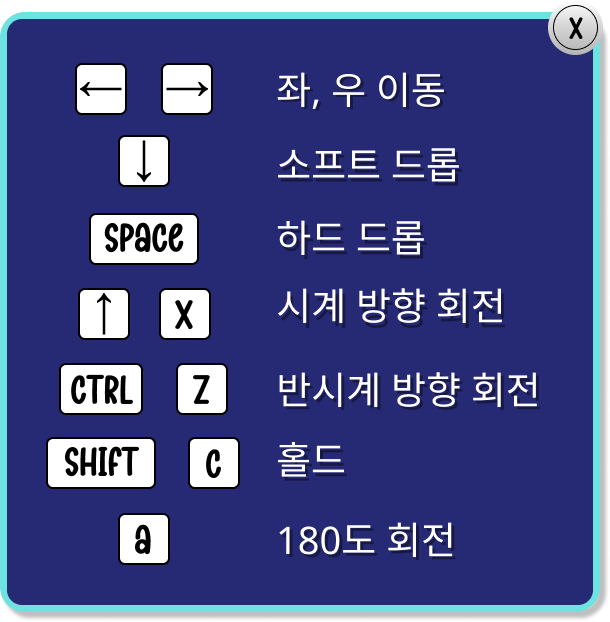 X
← → 좌, 우 이동
↓ 소프트 드롭
SPace 하드 드롭
↑ X 시계 방향 회전
CTRL Z 반시계 방향 회전
SHIFT C 홀드
a 180도 회전